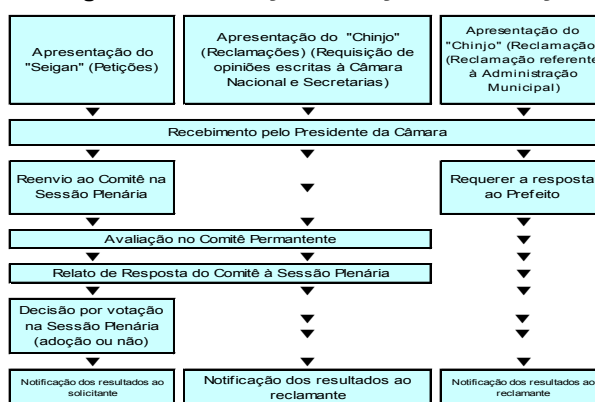 Apresentação do
"Seigan" (Petições)
Apresentação do "Chinjo"
(Reclamações) (Requisição de
opiniões escritas à Câmara
Nacional e Secretarias)
Apresentação do
"Chinjo" (Reclamação
(Reclamação referente
à Administração
Municipal)
Recebimento pelo Presidente da Câmara
Reenvio ao Comitê na
Sessão Plenária
Requerer a resposta
ao Prefeito
Avaliação no Comitê Permantente
Relato de Resposta do Comitê à Sessão Plenária
Decisão por votação
na Sessão Plenária
(adoção ou não)
Notificação dos resultados ao
solicitante
Notificação dos resultados ao
reclamante
Notificação dos resultados ao
reclamante